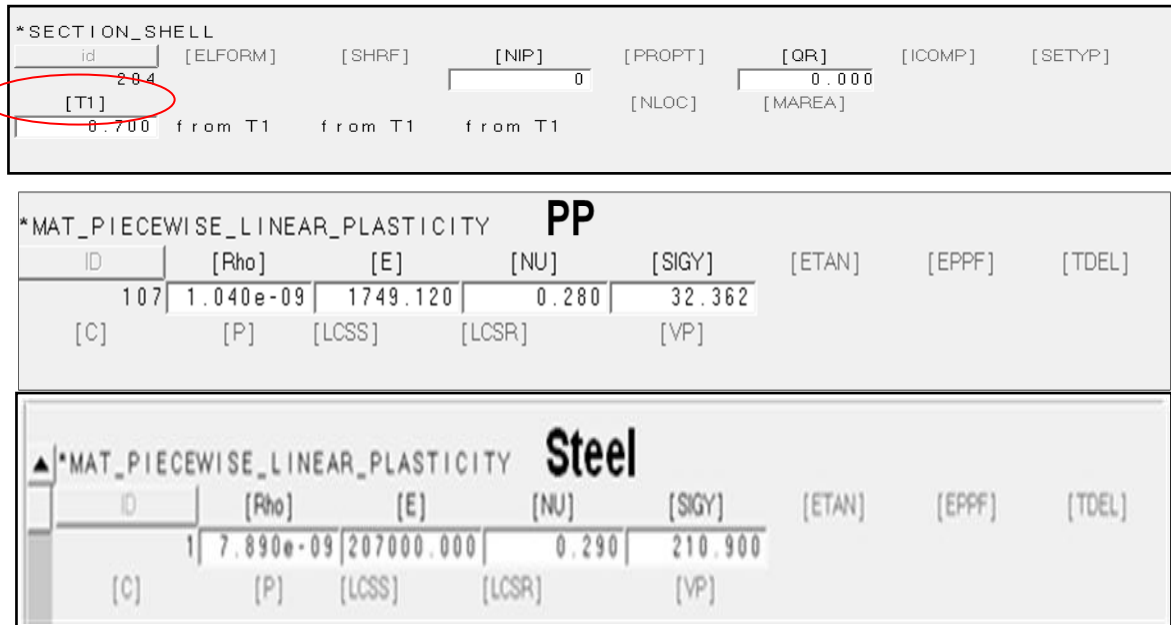 *SECTION_SHELL
id [ELFORM] [SHRF] [NIP] [PROPT] [QR] [ICOMP] [SETYP]
204 0 0.000
[T1] [NLOC] [MAREA]
0.700 from T1 from T1 from T1
*MAT_PIECEWISE_LINEAR_PLASTICITY PP
ID [Rho] [E] [NU] [SIGY] [ETAN] [EPPF] [TDEL]
107 1.040e-09 1749.120 0.280 32.362
[C] [P] [LCSS] [LCSR] [VP]
*MAT_PIECEWISE_LINEAR_PLASTICITY Steel
ID [Rho] [E] [NU] [SIGY] [ETAN] [EPPF] [TDEL]
1 7.890e-09 207000.000 0.290 210.900
[C] [P] [LCSS] [LCSR] [VP]